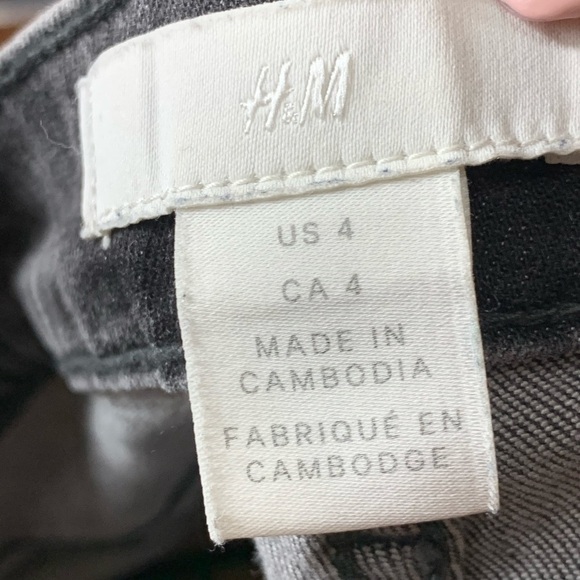 H&M
US 4
CA 4
MADE IN
CAMBODIA
FABRIQUÉ EN
CAMBODGE